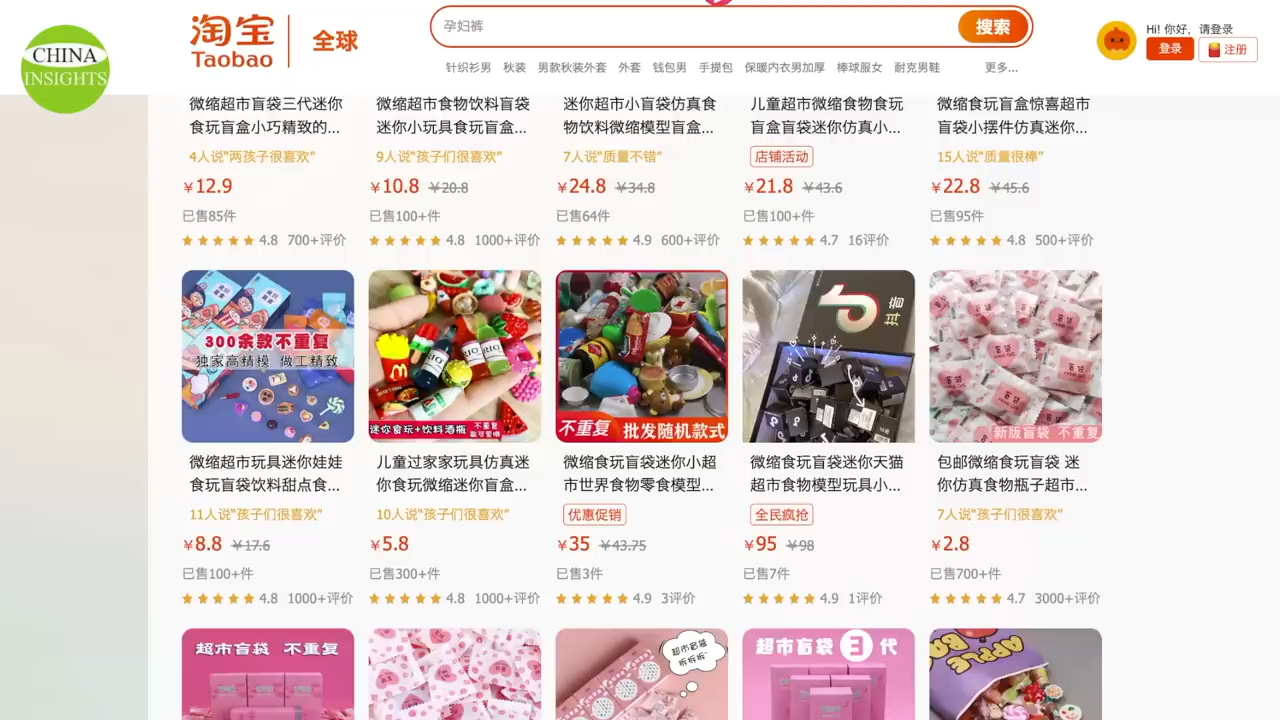 CHINA
INSIGHTS
淘宝
Taobao
全球
孕妇裤
搜索
Hi! 你好，请登录
登录
注册
针织衫男 秋装 男款秋装外套 外套 钱包男 手提包 保暖内衣男加厚 棒球服女 耐克男鞋 更多...
微缩超市盲袋三代迷你
食玩盲盒小巧精致的...
4人说“两孩子很喜欢”
￥12.9
已售85件
4.8 700+评价
微缩超市食物饮料盲袋
迷你小玩具食玩盲盒...
9人说“孩子们很喜欢”
￥10.8 ￥20.8
已售100+件
4.8 1000+评价
迷你超市小盲袋仿真食
物饮料微缩模型盲盒...
7人说“质量不错”
￥24.8 ￥34.8
已售64件
4.9 600+评价
儿童超市微缩食物食玩
盲盒盲袋迷你仿真小...
店铺活动
￥21.8 ￥43.6
已售100+件
4.7 16评价
微缩食玩盲盒惊喜超市
盲袋小摆件仿真迷你...
15人说“质量很棒”
￥22.8 ￥45.6
已售95件
4.8 500+评价
300余款不重复
独家高精模 做工精致
微缩超市玩具迷你娃娃
食玩盲袋饮料甜点食...
11人说“孩子们很喜欢”
￥8.8 ￥17.6
已售100+件
4.8 1000+评价
RIO
RIO
RIO
迷你食玩+饮料酒瓶
不重复
儿童过家家玩具仿真迷
你食玩微缩迷你盲盒...
10人说“孩子们很喜欢”
￥5.8
已售300+件
4.8 1000+评价
不重复 批发随机款式
微缩食玩盲袋迷你小超
市世界食物零食模型...
优惠促销
￥35 ￥43.75
已售3件
4.9 3评价
抖音
微缩食玩盲袋迷你天猫
超市食物模型玩具小...
全民疯抢
￥95 ￥98
已售7件
4.9 1评价
盲袋
盲袋
盲袋
新版盲袋 不重复
包邮微缩食玩盲袋 迷
你仿真食物瓶子超市...
7人说“孩子们很喜欢”
￥2.8
已售700+件
4.7 3000+评价
超市盲袋 不重复
超市盲袋
拆拆拆
超市盲袋 3 代
APPLE